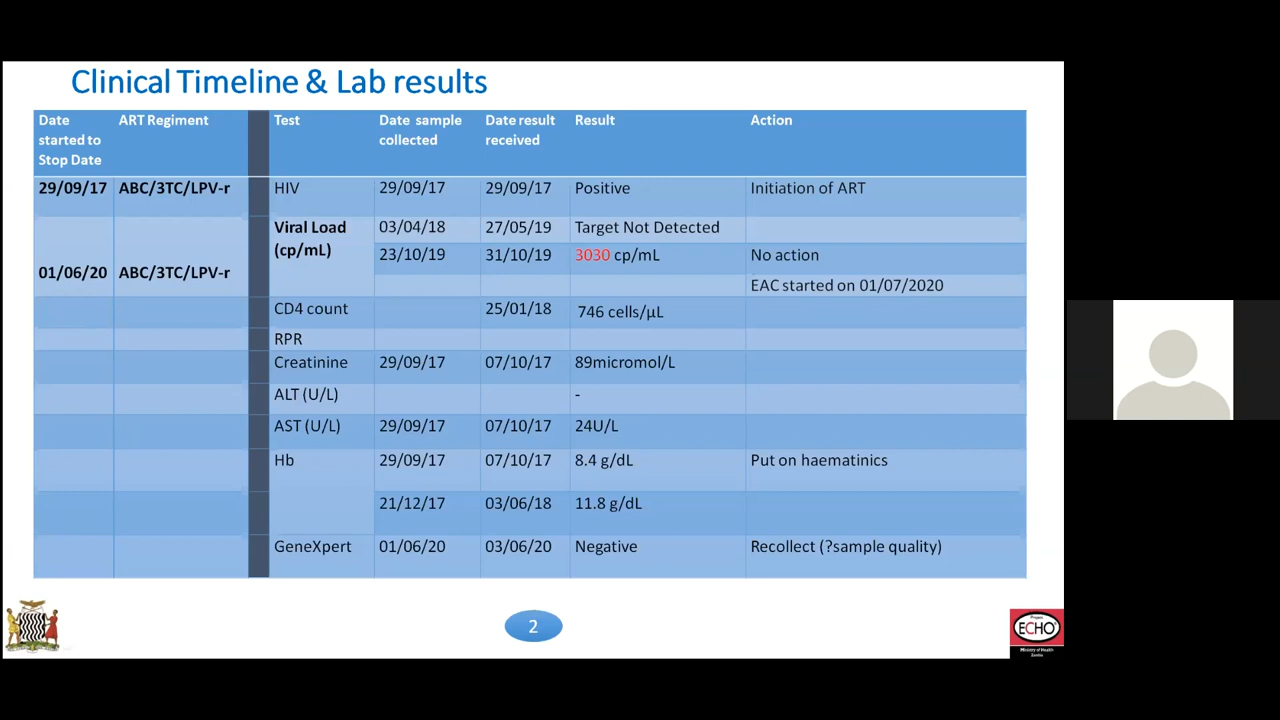 Clinical Timeline & Lab results
Date started to Stop Date ART Regiment Test Date sample collected Date result received Result Action
29/09/17 ABC/3TC/LPV-r HIV 29/09/17 29/09/17 Positive Initiation of ART
Viral Load (cp/mL) 03/04/18 27/05/19 Target Not Detected
23/10/19 31/10/19 3030 cp/mL No action
01/06/20 ABC/3TC/LPV-r
EAC started on 01/07/2020
CD4 count 25/01/18 746 cells/µL
RPR
Creatinine 29/09/17 07/10/17 89micromol/L
ALT (U/L) -
AST (U/L) 29/09/17 07/10/17 24U/L
Hb 29/09/17 07/10/17 8.4 g/dL Put on haematinics
21/12/17 03/06/18 11.8 g/dL
GeneXpert 01/06/20 03/06/20 Negative Recollect (?sample quality)
2
Project
ECHO
Ministry of Health
Zambia